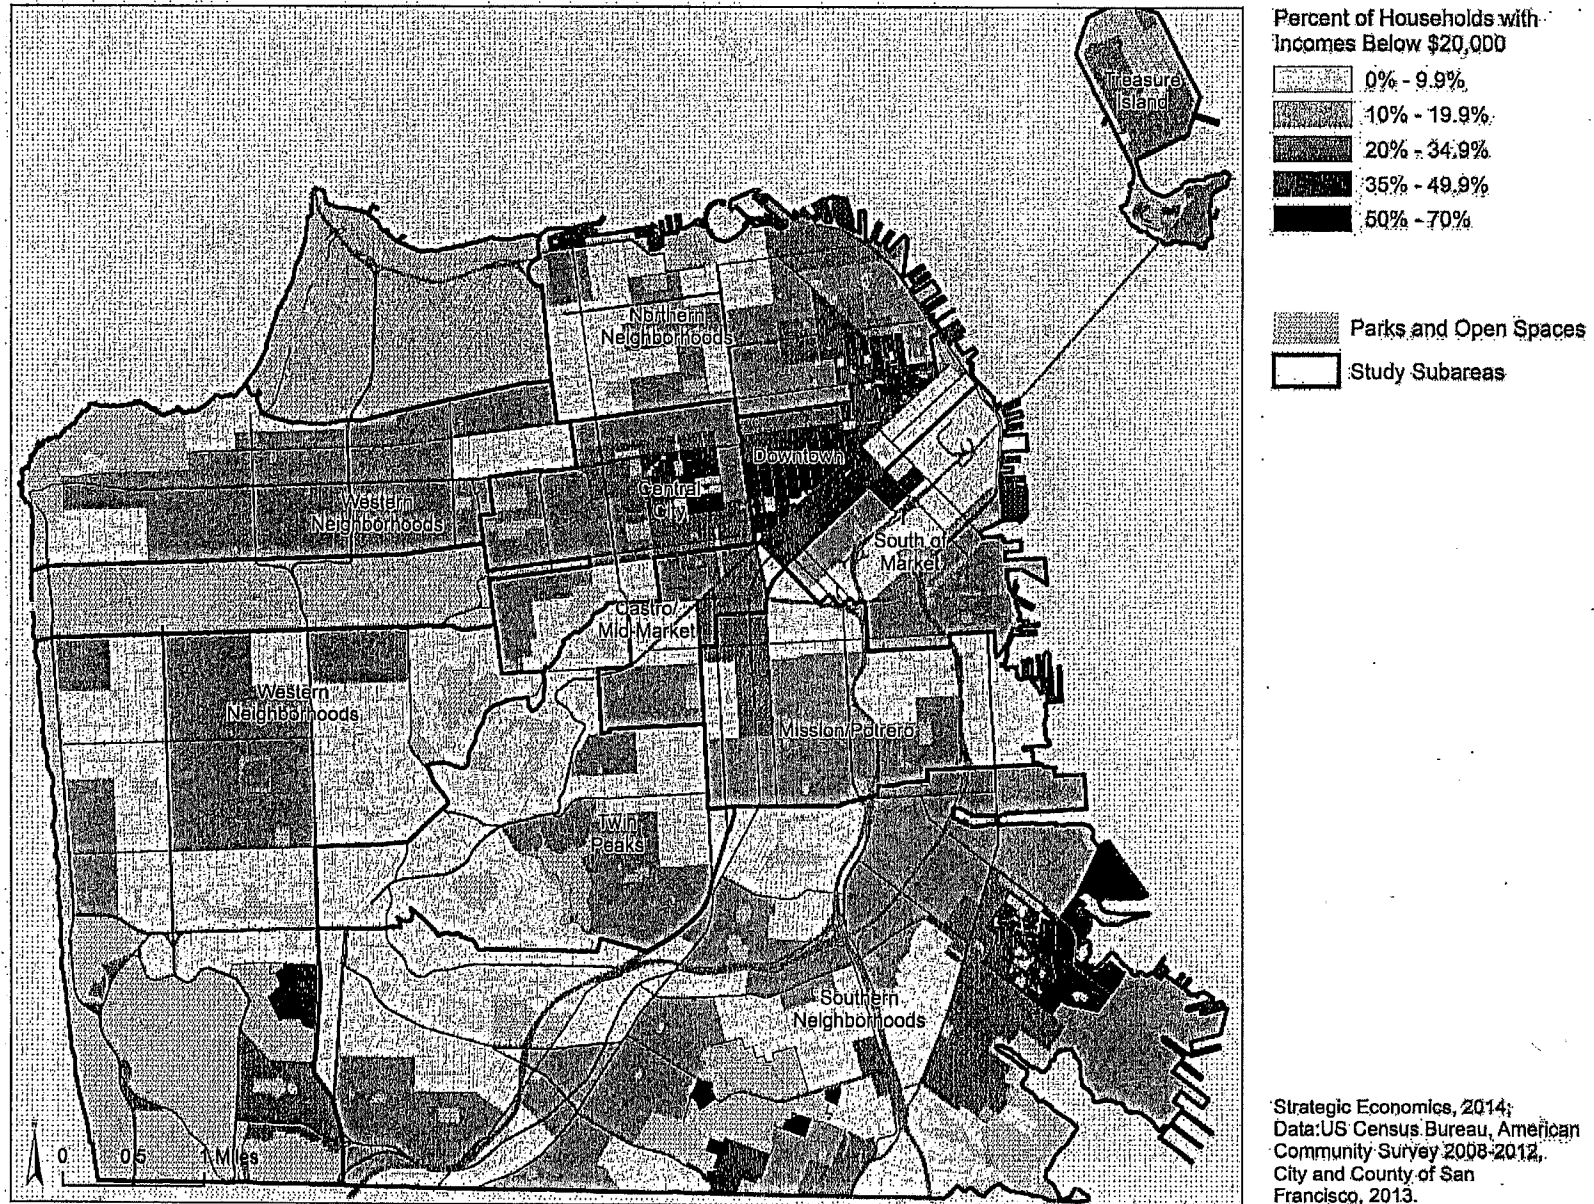 Percent of Households with
Incomes Below $20,000
0% - 9.9%
10% - 19.9%
20% - 34.9%
35% - 49.9%
50% - 70%
Parks and Open Spaces
Study Subareas
Treasure
Island
Northern
Neighborhoods
Downtown
Western
Neighborhoods
Central
City
South of
Market
Castro/
Mid-Market
Western
Neighborhoods
Mission/Potrero
Twin
Peaks
Southern
Neighborhoods
0 0.5 1 Miles
Strategic Economics, 2014;
Data:US Census Bureau, American
Community Survey 2008-2012,
City and County of San
Francisco, 2013.